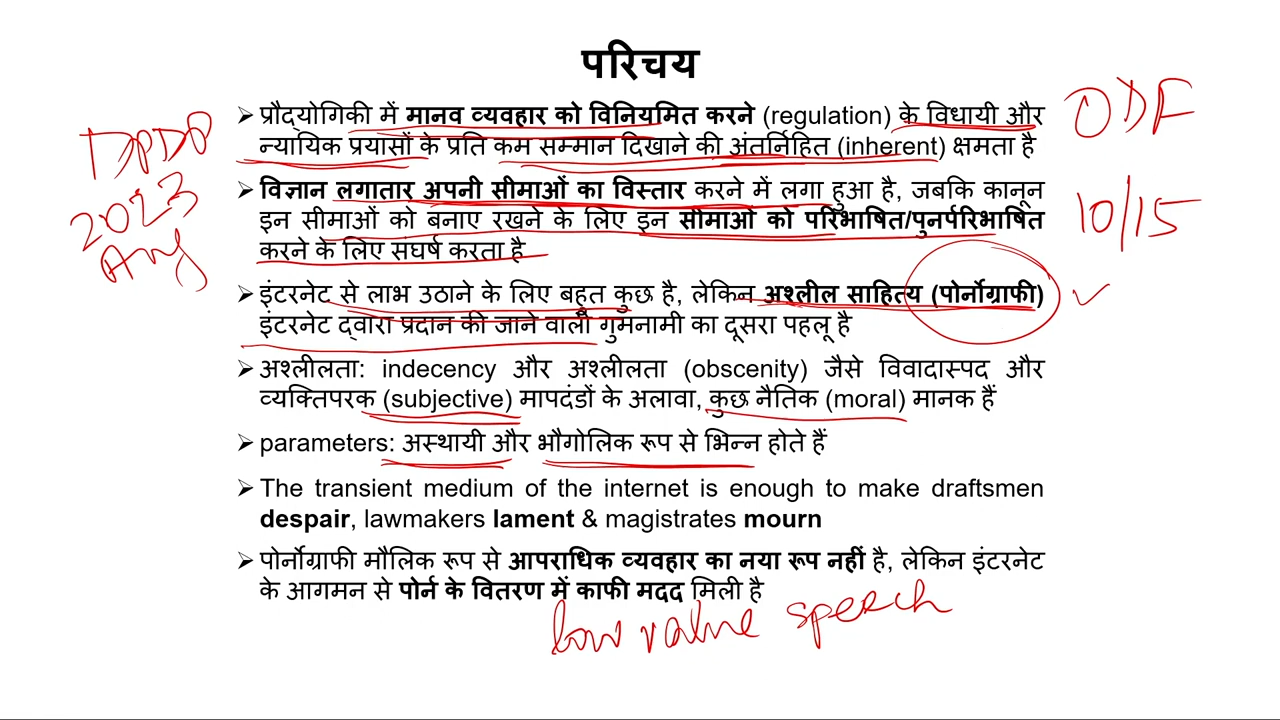 परिचय
➢ प्रौद्योगिकी में मानव व्यवहार को विनियमित करने (regulation) के विधायी और
न्यायिक प्रयासों के प्रति कम सम्मान दिखाने की अंतर्निहित (inherent) क्षमता है
➢ विज्ञान लगातार अपनी सीमाओं का विस्तार करने में लगा हुआ है, जबकि कानून
इन सीमाओं को बनाए रखने के लिए इन सीमाओं को परिभाषित/पुनर्परिभाषित
करने के लिए संघर्ष करता है
➢ इंटरनेट से लाभ उठाने के लिए बहुत कुछ है, लेकिन अश्लील साहित्य (पोर्नोग्राफी)
इंटरनेट द्वारा प्रदान की जाने वाली गुमनामी का दूसरा पहलू है
➢ अश्लीलता: indecency और अश्लीलता (obscenity) जैसे विवादास्पद और
व्यक्तिपरक (subjective) मापदंडों के अलावा, कुछ नैतिक (moral) मानक हैं
➢ parameters: अस्थायी और भौगोलिक रूप से भिन्न होते हैं
➢ The transient medium of the internet is enough to make draftsmen
despair, lawmakers lament & magistrates mourn
➢ पोर्नोग्राफी मौलिक रूप से आपराधिक व्यवहार का नया रूप नहीं है, लेकिन इंटरनेट
के आगमन से पोर्न के वितरण में काफी मदद मिली है
low value speech
DPDP
2023
Aug
ODF
10/15